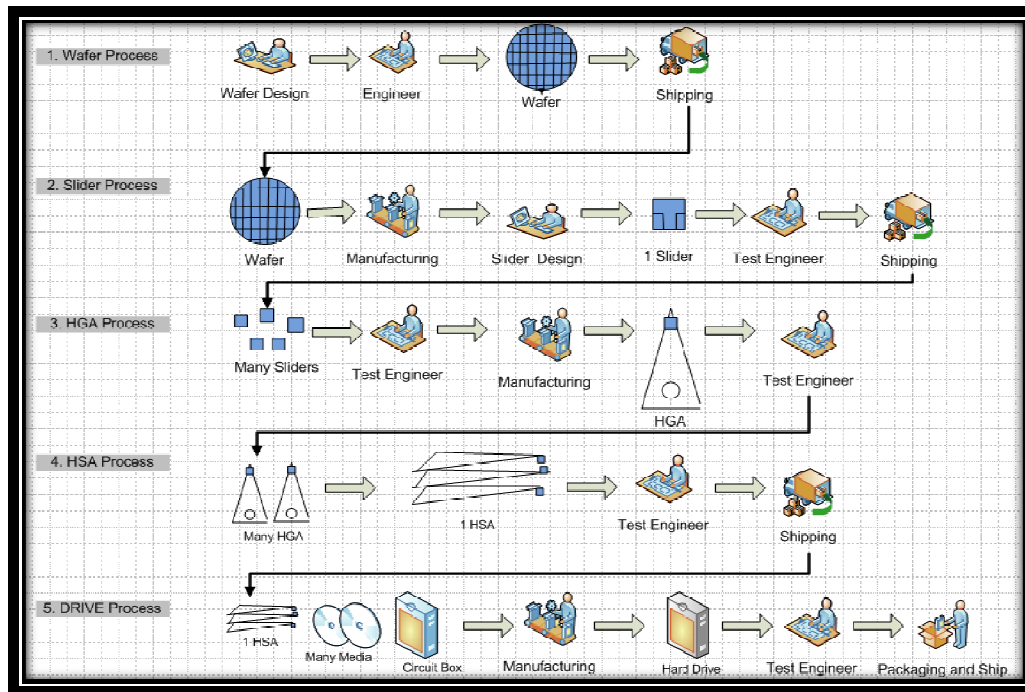 1. Wafer Process
Wafer Design
Engineer
Wafer
Shipping
2. Slider Process
Wafer
Manufacturing
Slider Design
1 Slider
Test Engineer
Shipping
3. HGA Process
Many Sliders
Test Engineer
Manufacturing
HGA
Test Engineer
4. HSA Process
Many HGA
1 HSA
Test Engineer
Shipping
5. DRIVE Process
1 HSA
Many Media
Circuit Box
Manufacturing
Hard Drive
Test Engineer
Packaging and Ship